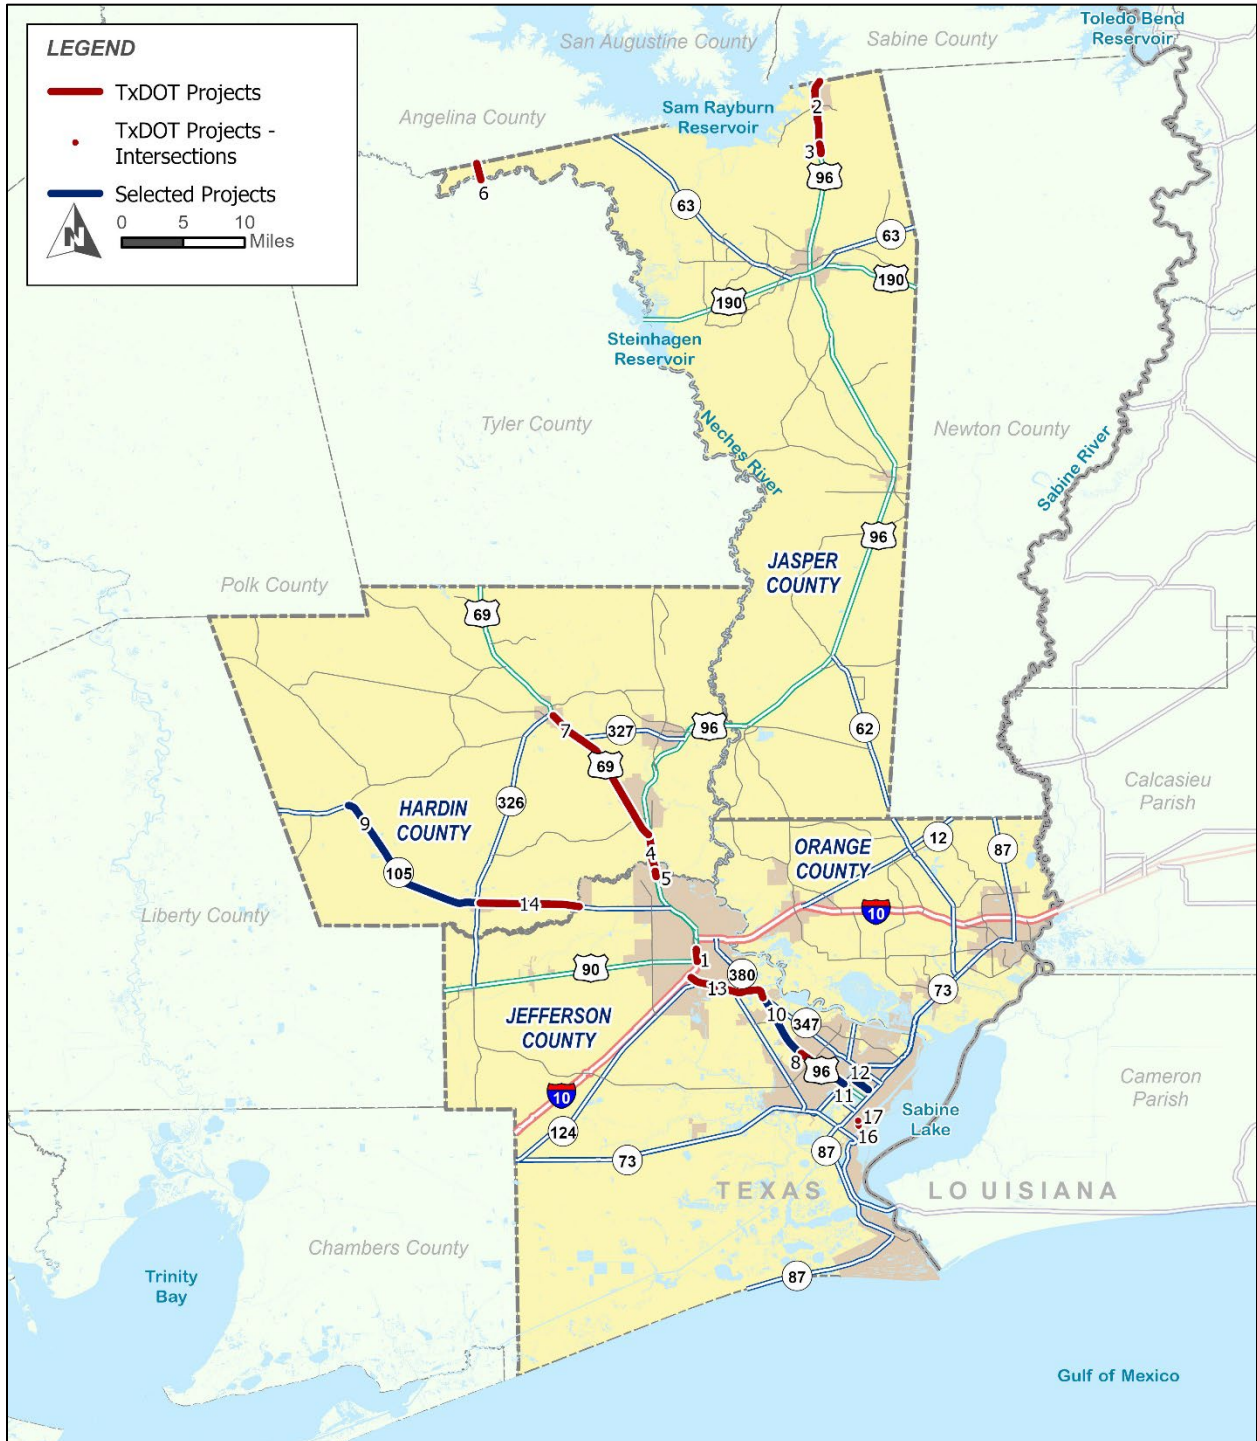 LEGEND
TxDOT Projects
TxDOT Projects -
Intersections
Selected Projects
N
0 5 10
Miles
Toledo Bend
Reservoir
San Augustine County
Sabine County
Sam Rayburn
Reservoir
Angelina County
2
3
96
6
63
63
190
190
Steinhagen
Reservoir
Tyler County
Neches River
Newton County
Sabine River
96
JASPER
COUNTY
Polk County
69
7
327
96
62
69
326
HARDIN
COUNTY
9
105
Calcasieu
Parish
ORANGE
COUNTY
12
87
4
5
Liberty County
14
10
1
90
380
13
73
JEFFERSON
COUNTY
10
347
8
96
12
11
Cameron
Parish
10
Sabine
Lake
17
16
124
87
73
TEXAS
LOUISIANA
Chambers County
Trinity
Bay
87
Gulf of Mexico